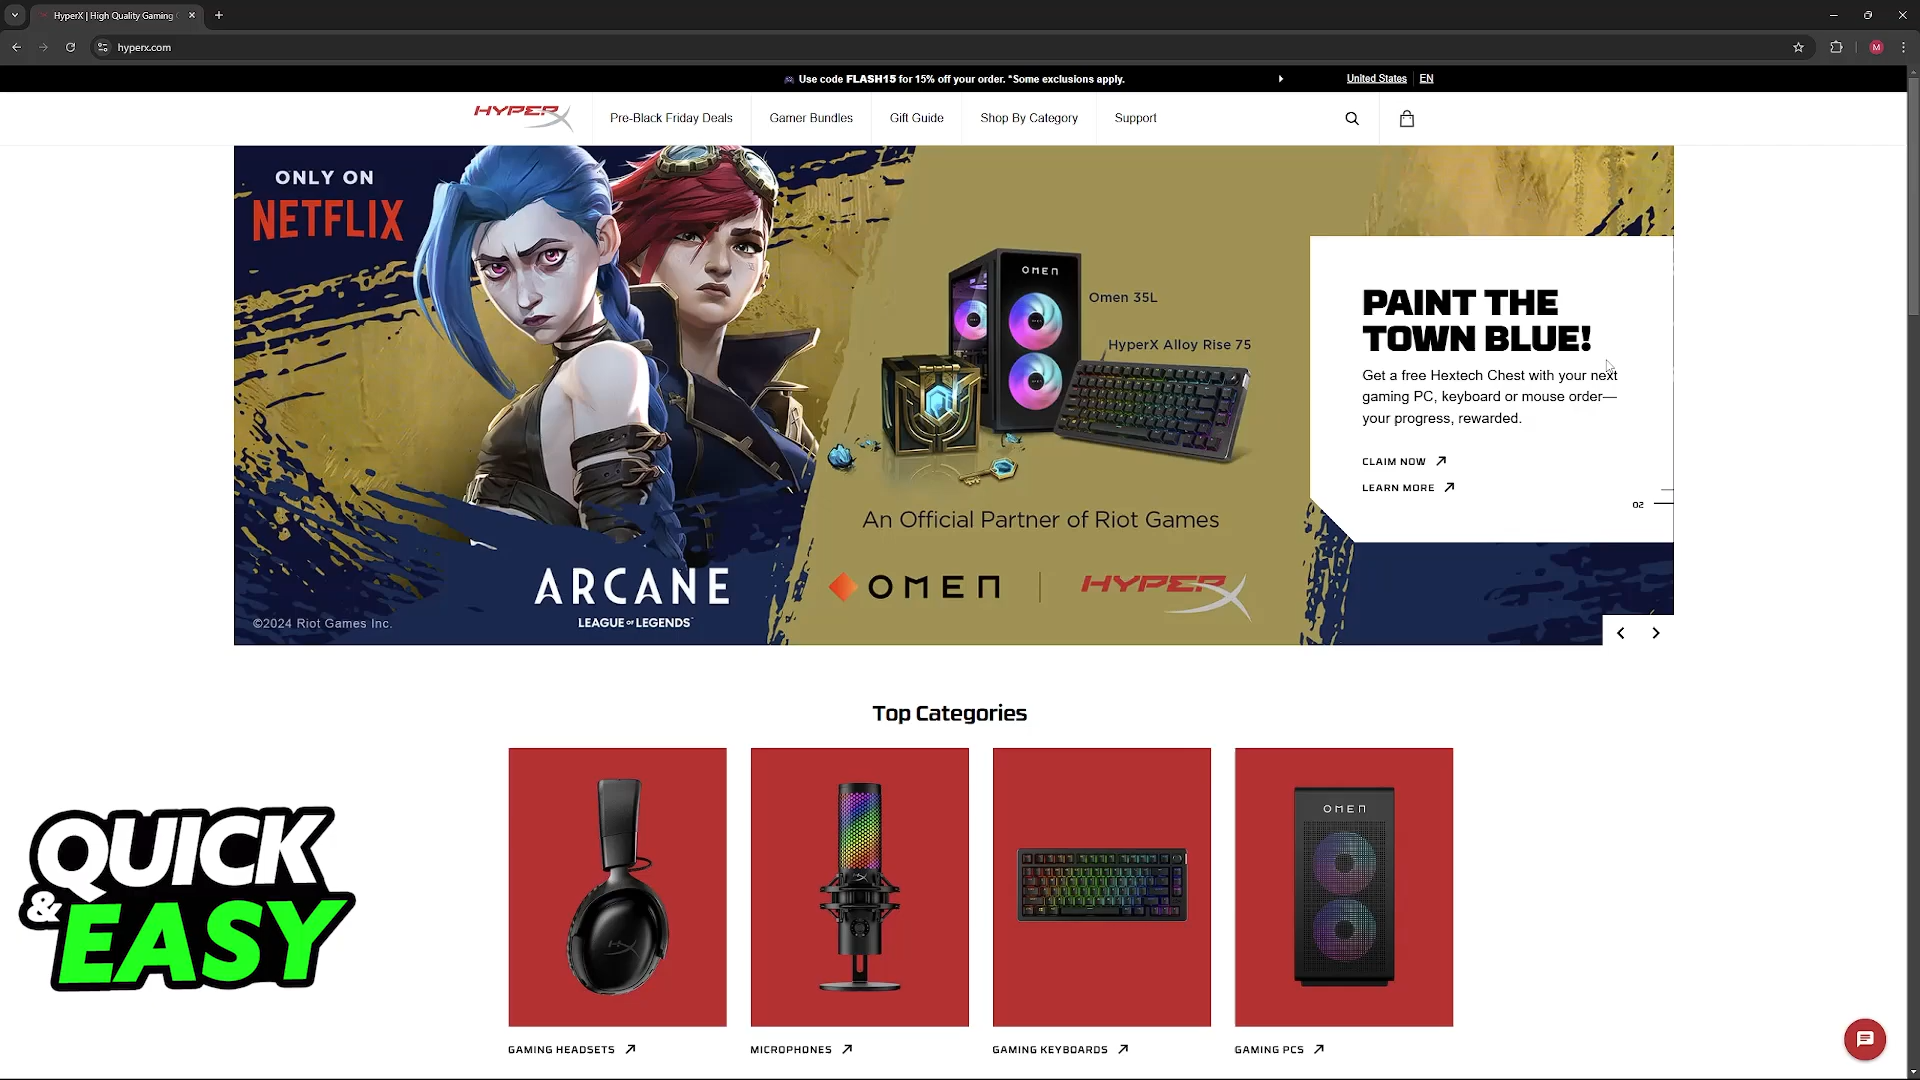 HyperX | High Quality Gaming
hyperx.com
M
Use code FLASH15 for 15% off your order. *Some exclusions apply.
United States
EN
HYPERX
Pre-Black Friday Deals
Gamer Bundles
Gift Guide
Shop By Category
Support
ONLY ON
NETFLIX
OMEN
Omen 35L
HyperX Alloy Rise 75
PAINT THE
TOWN BLUE!
Get a free Hextech Chest with your next
gaming PC, keyboard or mouse order—
your progress, rewarded.
CLAIM NOW
LEARN MORE
02
An Official Partner of Riot Games
ARCANE
LEAGUE OF LEGENDS
OMEN
HYPERX
©2024 Riot Games Inc.
Top Categories
OMEN
QUICK
&
EASY
GAMING HEADSETS
MICROPHONES
GAMING KEYBOARDS
GAMING PCS